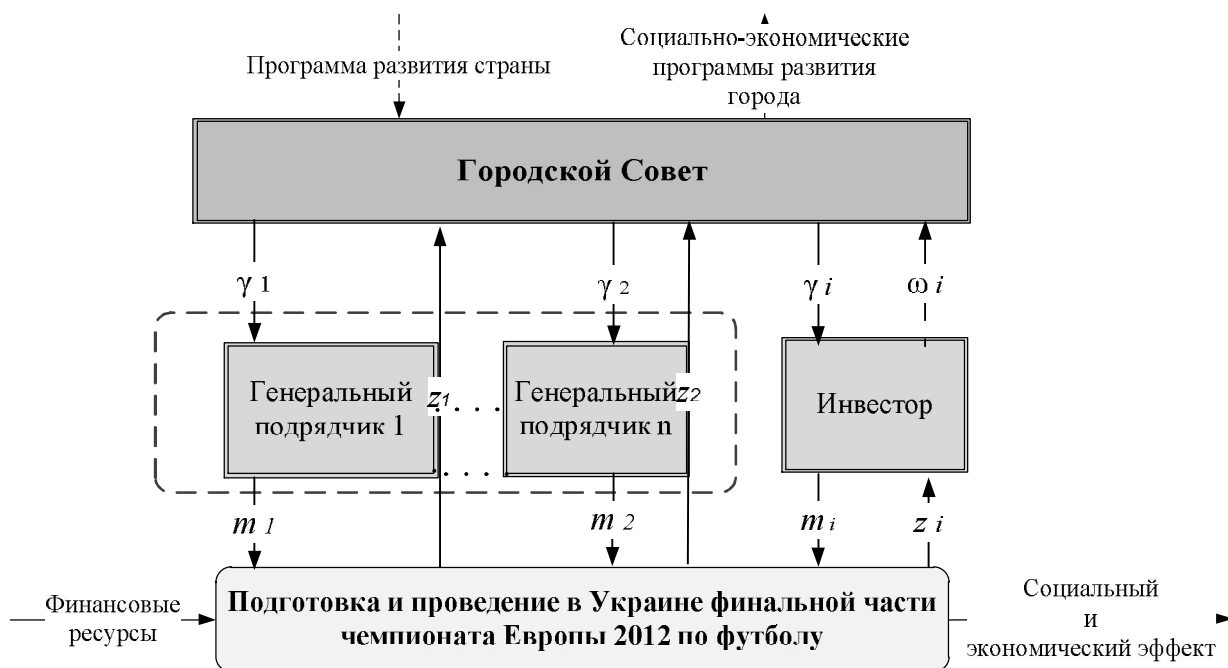 Программа развития страны
Социально-экономические
программы развития
города
Городской Совет
γ 1
γ 2
γ i
ω i
Генеральный
подрядчик 1
z1
. . . .
. . . .
Генеральный
подрядчик n
z2
Инвестор
m 1
m 2
m i
z i
Финансовые
ресурсы
Подготовка и проведение в Украине финальной части
чемпионата Европы 2012 по футболу
Социальный
и
экономический эффект